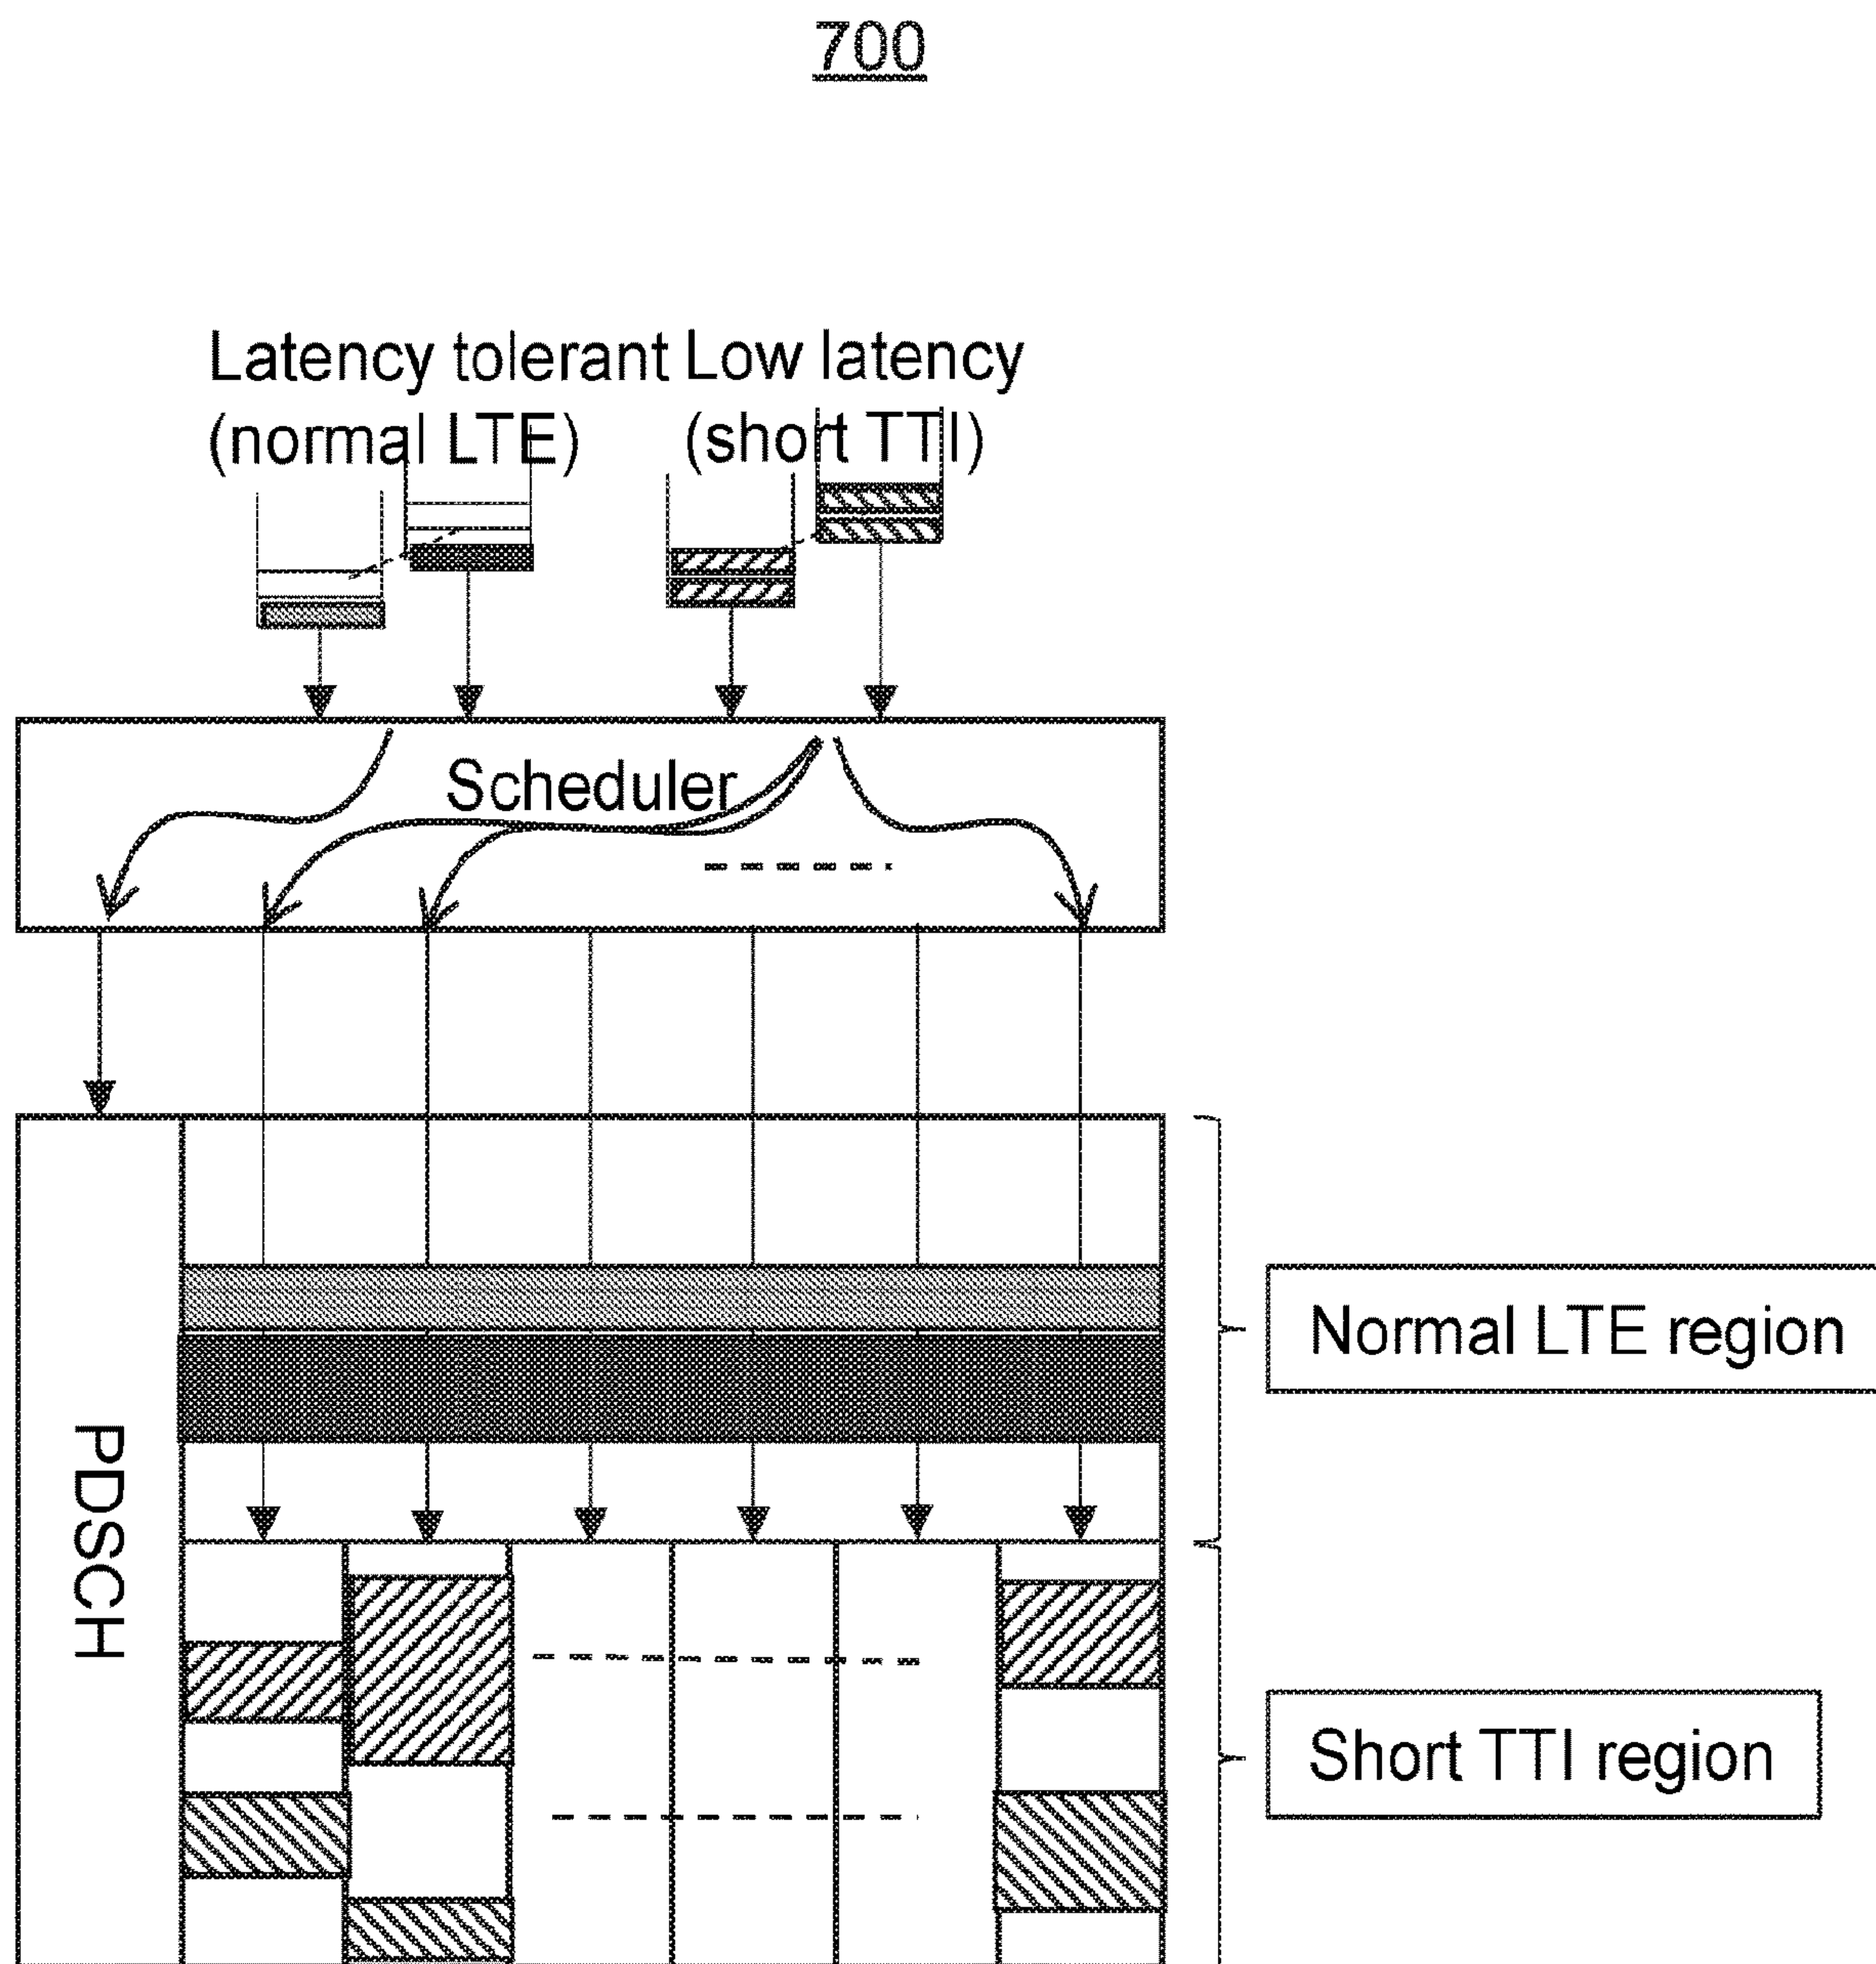 700
Latency tolerant
(normal LTE)
Low latency
(short TTI)
Scheduler
PDSCH
Normal LTE region
Short TTI region